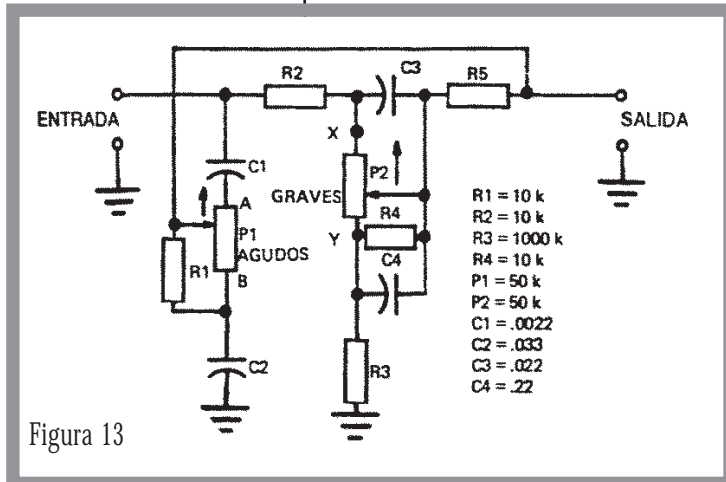 R2
C3
R5
ENTRADA
SALIDA
X
C1
P2
A
GRAVES
R4
P1
Y
AGUDOS
C4
R1
B
C2
R3
R1 = 10 k
R2 = 10 k
R3 = 1000 k
R4 = 10 k
P1 = 50 k
P2 = 50 k
C1 = .0022
C2 = .033
C3 = .022
C4 = .22
Figura 13